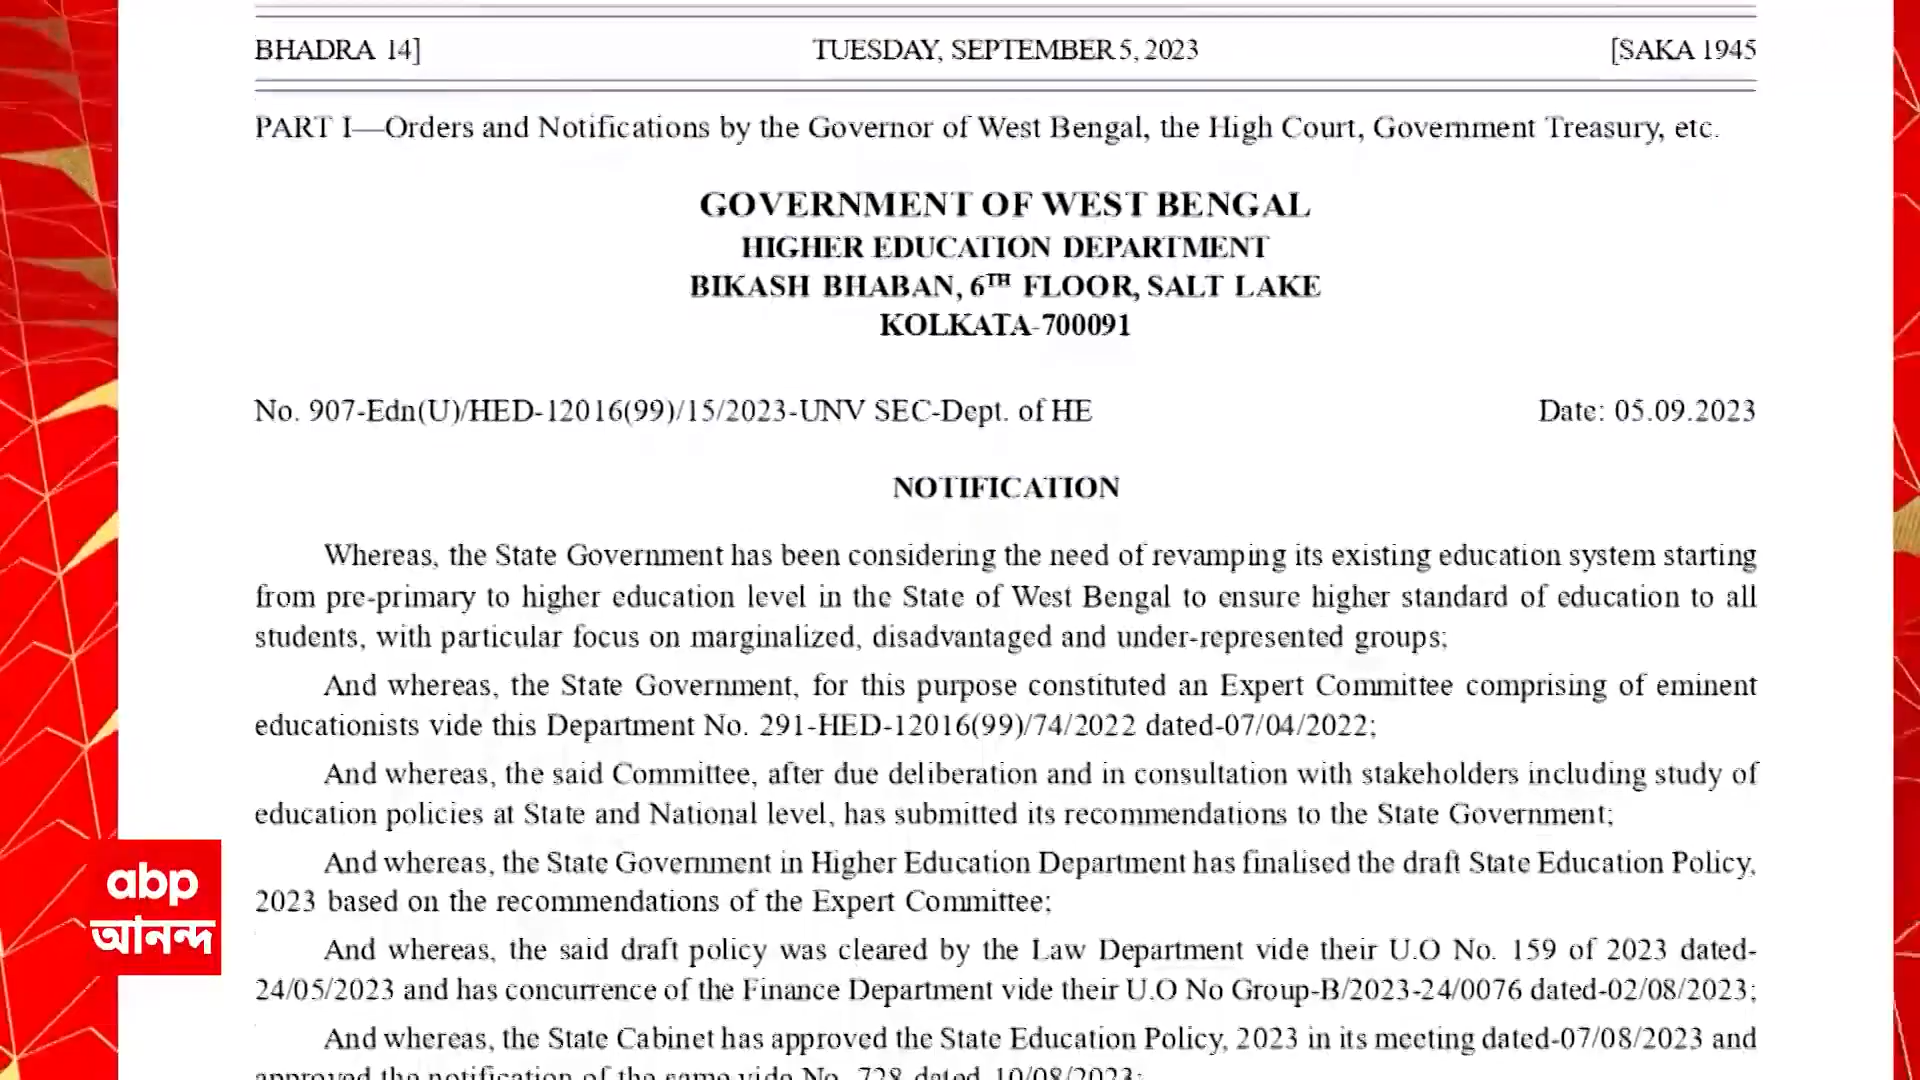 BHADRA 14] TUESDAY, SEPTEMBER 5, 2023 [SAKA 1945
PART I—Orders and Notifications by the Governor of West Bengal, the High Court, Government Treasury, etc.
GOVERNMENT OF WEST BENGAL
HIGHER EDUCATION DEPARTMENT
BIKASH BHABAN, 6TH FLOOR, SALT LAKE
KOLKATA-700091
No. 907-Edn(U)/HED-12016(99)/15/2023-UNV SEC-Dept. of HE Date: 05.09.2023
NOTIFICATION
Whereas, the State Government has been considering the need of revamping its existing education system starting
from pre-primary to higher education level in the State of West Bengal to ensure higher standard of education to all
students, with particular focus on marginalized, disadvantaged and under-represented groups;
And whereas, the State Government, for this purpose constituted an Expert Committee comprising of eminent
educationists vide this Department No. 291-HED-12016(99)/74/2022 dated-07/04/2022;
And whereas, the said Committee, after due deliberation and in consultation with stakeholders including study of
education policies at State and National level, has submitted its recommendations to the State Government;
And whereas, the State Government in Higher Education Department has finalised the draft State Education Policy,
2023 based on the recommendations of the Expert Committee;
And whereas, the said draft policy was cleared by the Law Department vide their U.O No. 159 of 2023 dated-
24/05/2023 and has concurrence of the Finance Department vide their U.O No Group-B/2023-24/0076 dated-02/08/2023;
And whereas, the State Cabinet has approved the State Education Policy, 2023 in its meeting dated-07/08/2023 and
approved the notification of the same vide No. 728 dated 10/08/2023;
abp
আনন্দ